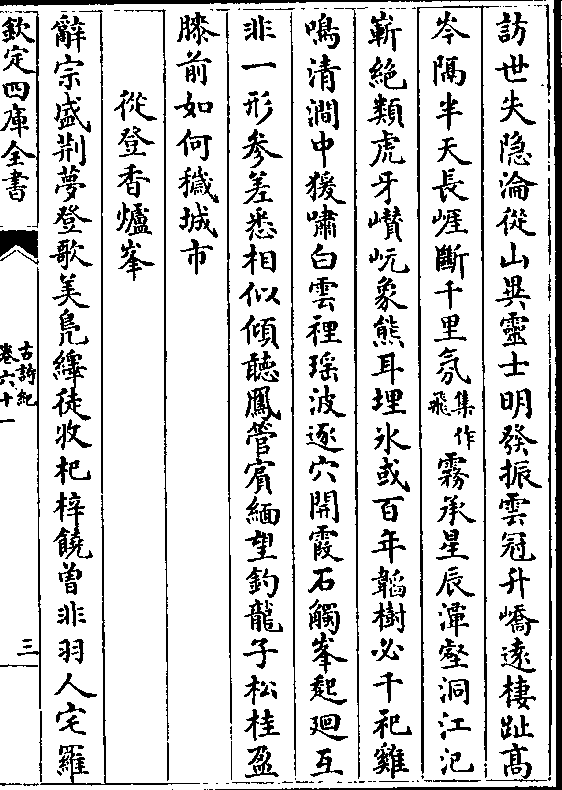 訪世失隐淪從山異靈士明發振雲冠升嶠遠棲趾髙
岑隔半天長崕斷千里氛集作飛霧承星辰潭壑洞江汜
嶄絶類虎牙巑岏象熊耳埋氷或百年韜樹必千祀雞
鳴清澗中猨嘯白雲裡瑶波逐穴開霞石觸峯起廻互
非一形参差悉相似傾聽鳳管賓緬望釣龍子松桂盈
膝前如何穢城市
從登香爐峯
辭宗盛荆夢登歌美鳧繹徒收杞梓饒曽非羽人宅羅
欽定四庫全書
古詩紀
卷六十一
三